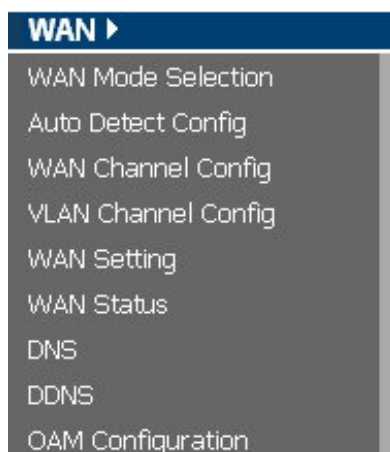 WAN
WAN Mode Selection
Auto Detect Config
WAN Channel Config
VLAN Channel Config
WAN Setting
WAN Status
DNS
DDNS
OAM Configuration